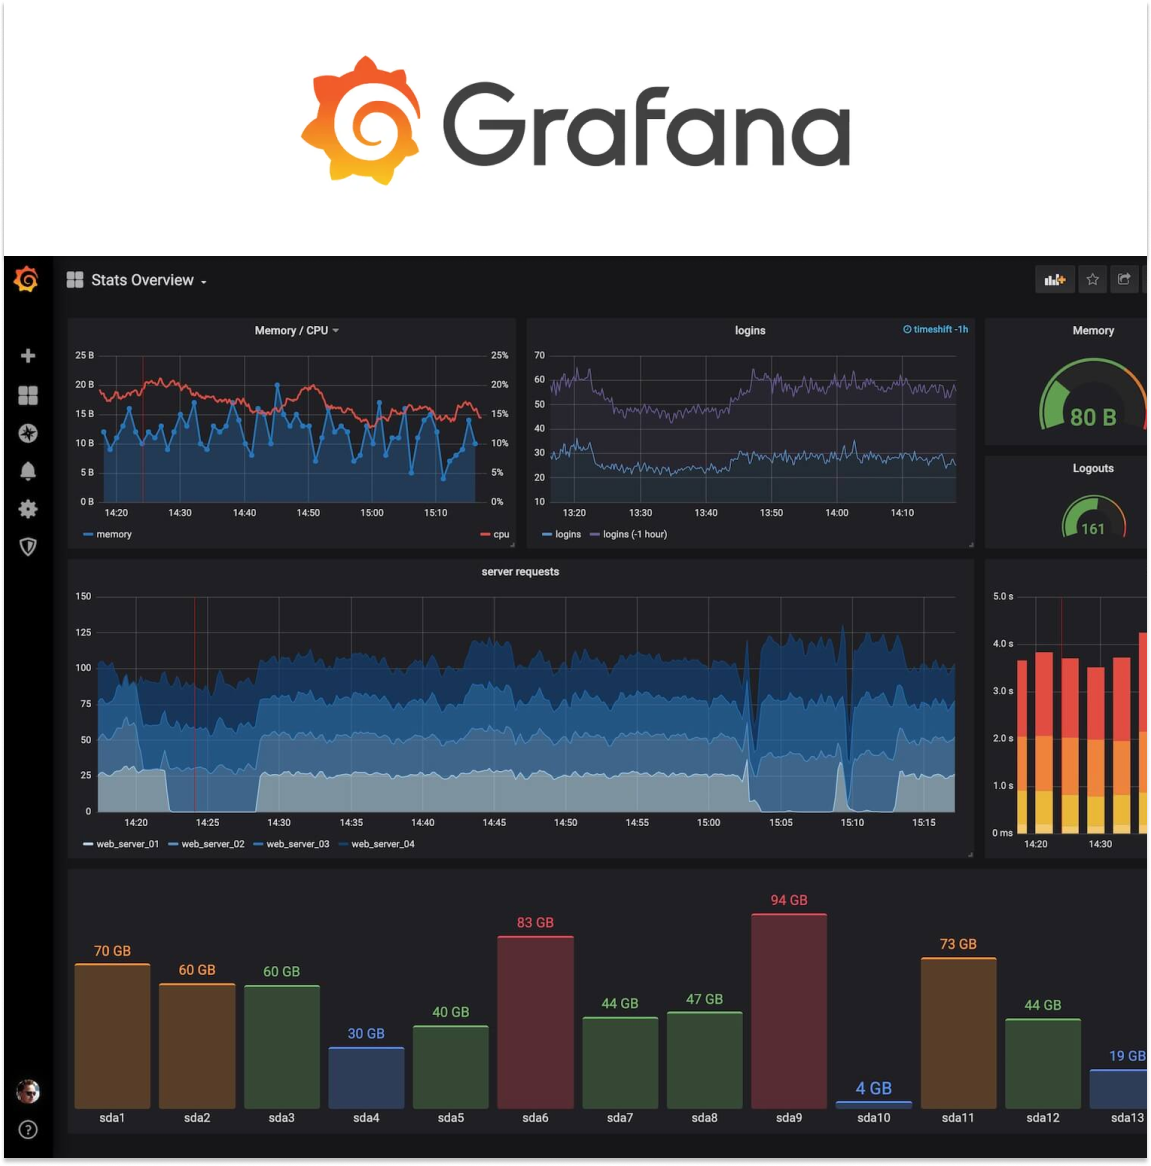 Grafana
Stats Overview
Memory / CPU
25 B
20 B
15 B
10 B
5 B
0 B
25%
20%
15%
10%
5%
0%
14:20 14:30 14:40 14:50 15:00 15:10
memory
cpu
logins
timeshift -1h
70
60
50
40
30
20
10
13:20 13:30 13:40 13:50 14:00 14:10
logins logins (-1 hour)
Memory
80 B
Logouts
161
server requests
150
125
100
75
50
25
0
14:20 14:25 14:30 14:35 14:40 14:45 14:50 14:55 15:00 15:05 15:10 15:15
web_server_01 web_server_02 web_server_03 web_server_04
5.0 s
4.0 s
3.0 s
2.0 s
1.0 s
0 ms
14:20 14:30
70 GB 60 GB 60 GB 30 GB 40 GB 83 GB 44 GB 47 GB 94 GB 4 GB 73 GB 44 GB 19 GB
sda1 sda2 sda3 sda4 sda5 sda6 sda7 sda8 sda9 sda10 sda11 sda12 sda13
?